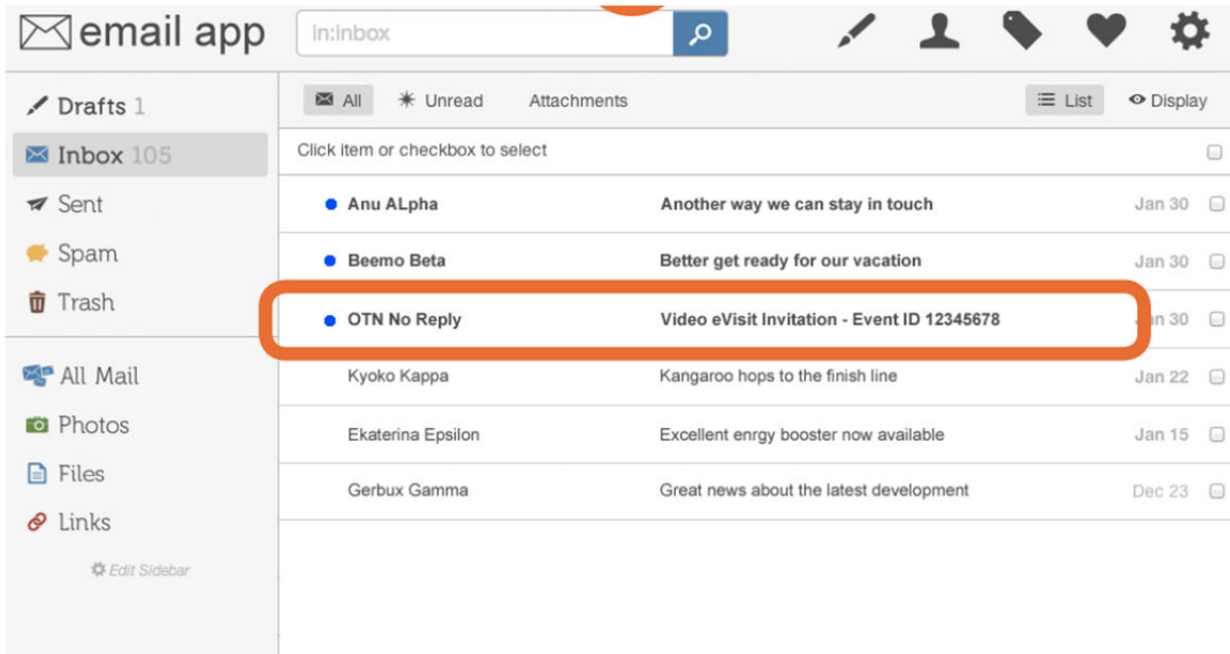 email app
in:inbox
Drafts 1
Inbox 105
Sent
Spam
Trash
All Mail
Photos
Files
Links
Edit Sidebar
All Unread Attachments List Display
Click item or checkbox to select
Anu ALpha Another way we can stay in touch Jan 30
Beemo Beta Better get ready for our vacation Jan 30
OTN No Reply Video eVisit Invitation - Event ID 12345678 Jan 30
Kyoko Kappa Kangaroo hops to the finish line Jan 22
Ekaterina Epsilon Excellent enrgy booster now available Jan 15
Gerbux Gamma Great news about the latest development Dec 23